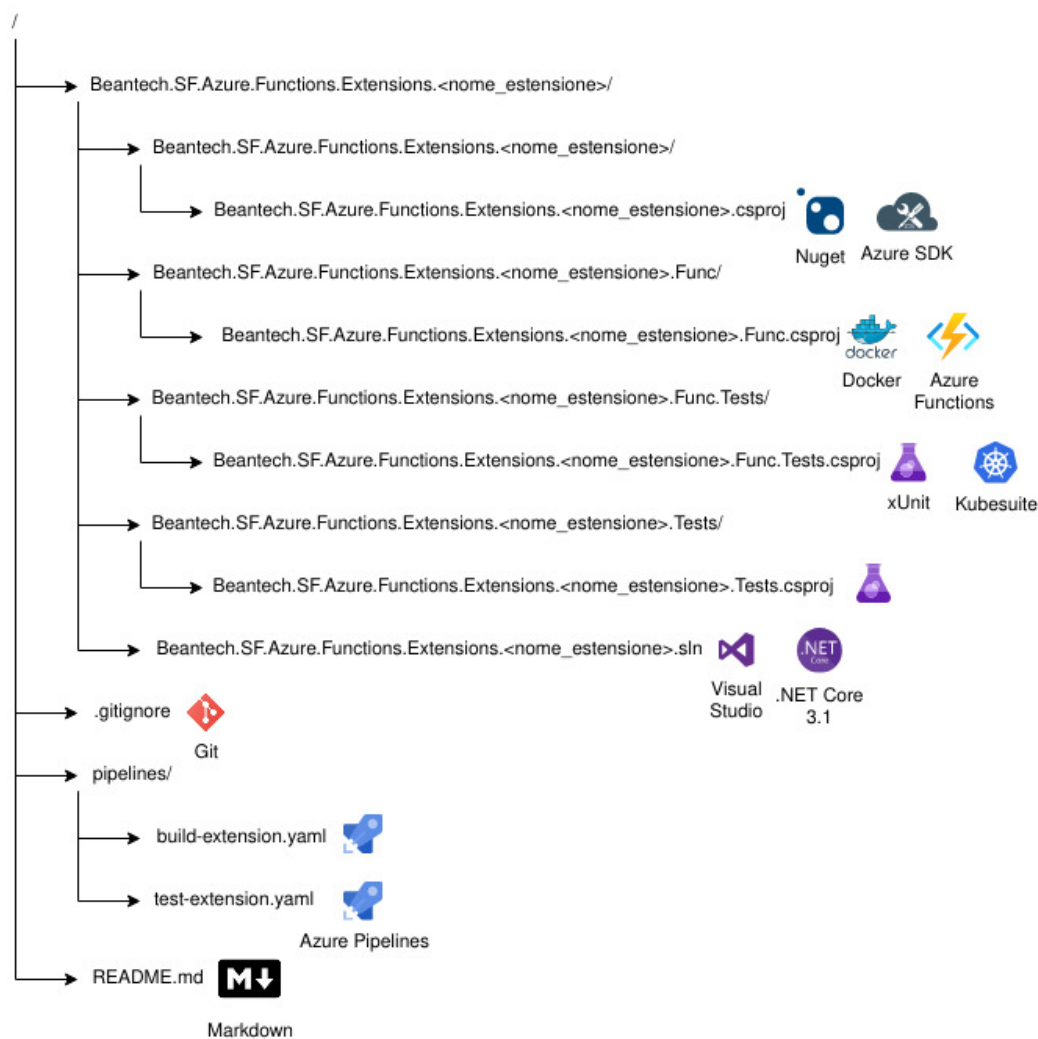 /
Beantech.SF.Azure.Functions.Extensions.<nome_estensione>/
Beantech.SF.Azure.Functions.Extensions.<nome_estensione>/
Beantech.SF.Azure.Functions.Extensions.<nome_estensione>.csproj
Nuget
Azure SDK
Beantech.SF.Azure.Functions.Extensions.<nome_estensione>.Func/
Beantech.SF.Azure.Functions.Extensions.<nome_estensione>.Func.csproj
docker
Docker
Azure
Functions
Beantech.SF.Azure.Functions.Extensions.<nome_estensione>.Func.Tests/
Beantech.SF.Azure.Functions.Extensions.<nome_estensione>.Func.Tests.csproj
xUnit
Kubesuite
Beantech.SF.Azure.Functions.Extensions.<nome_estensione>.Tests/
Beantech.SF.Azure.Functions.Extensions.<nome_estensione>.Tests.csproj
Beantech.SF.Azure.Functions.Extensions.<nome_estensione>.sln
.NET
Core
Visual
Studio
.NET Core
3.1
.gitignore
Git
pipelines/
build-extension.yaml
test-extension.yaml
Azure Pipelines
README.md
M
Markdown